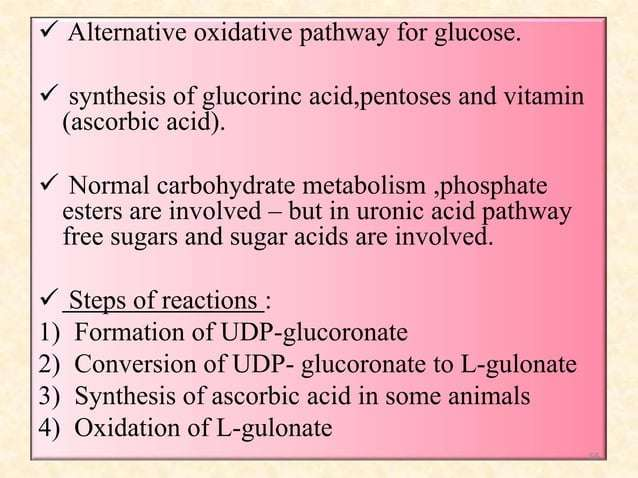 ✓ Alternative oxidative pathway for glucose.
✓ synthesis of glucorinc acid,pentoses and vitamin
(ascorbic acid).
✓ Normal carbohydrate metabolism ,phosphate
esters are involved – but in uronic acid pathway
free sugars and sugar acids are involved.
✓ Steps of reactions :
1) Formation of UDP-glucoronate
2) Conversion of UDP- glucoronate to L-gulonate
3) Synthesis of ascorbic acid in some animals
4) Oxidation of L-gulonate